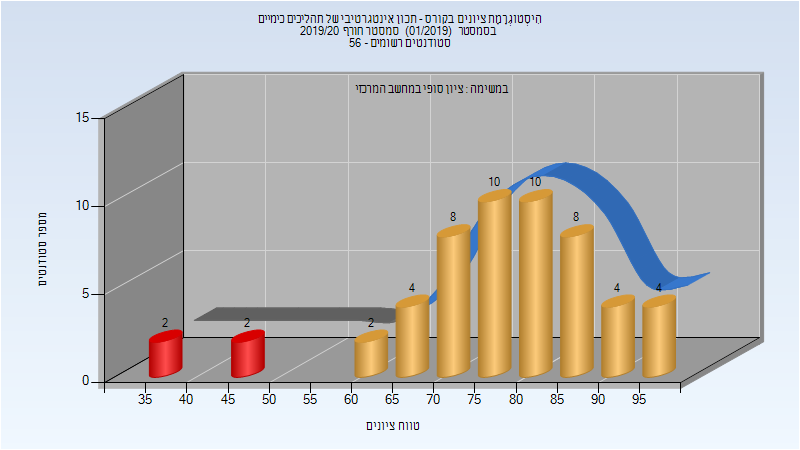 היסטוגרמת ציונים בקורס - תכון אינטגרטיבי של תהליכים כימיים
בסמסטר (01/2019) סמסטר חורף 2019/20
סטודנטים רשומים - 56
במשימה : ציון סופי במחשב המרכזי
מספר סטודנטים
15
10
5
0
2
2
2
4
8
10
10
8
4
4
35 40 45 50 55 60 65 70 75 80 85 90 95
טווח ציונים